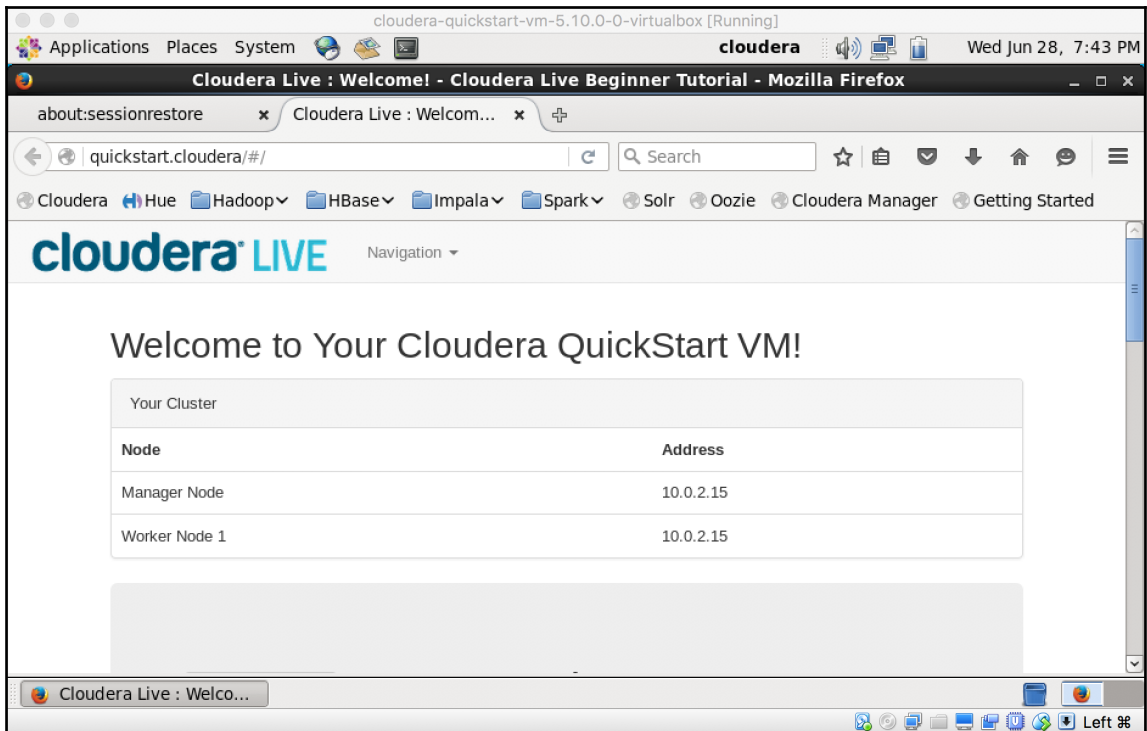 cloudera-quickstart-vm-5.10.0-0-virtualbox [Running]
Applications Places System cloudera Wed Jun 28, 7:43 PM
Cloudera Live : Welcome! - Cloudera Live Beginner Tutorial - Mozilla Firefox
about:sessionrestore Cloudera Live : Welcom...
quickstart.cloudera/#/ Search
Cloudera Hue Hadoop HBase Impala Spark Solr Oozie Cloudera Manager Getting Started
cloudera LIVE Navigation
Welcome to Your Cloudera QuickStart VM!
Your Cluster
Node Address
Manager Node 10.0.2.15
Worker Node 1 10.0.2.15
Cloudera Live : Welco...
Left ⌘